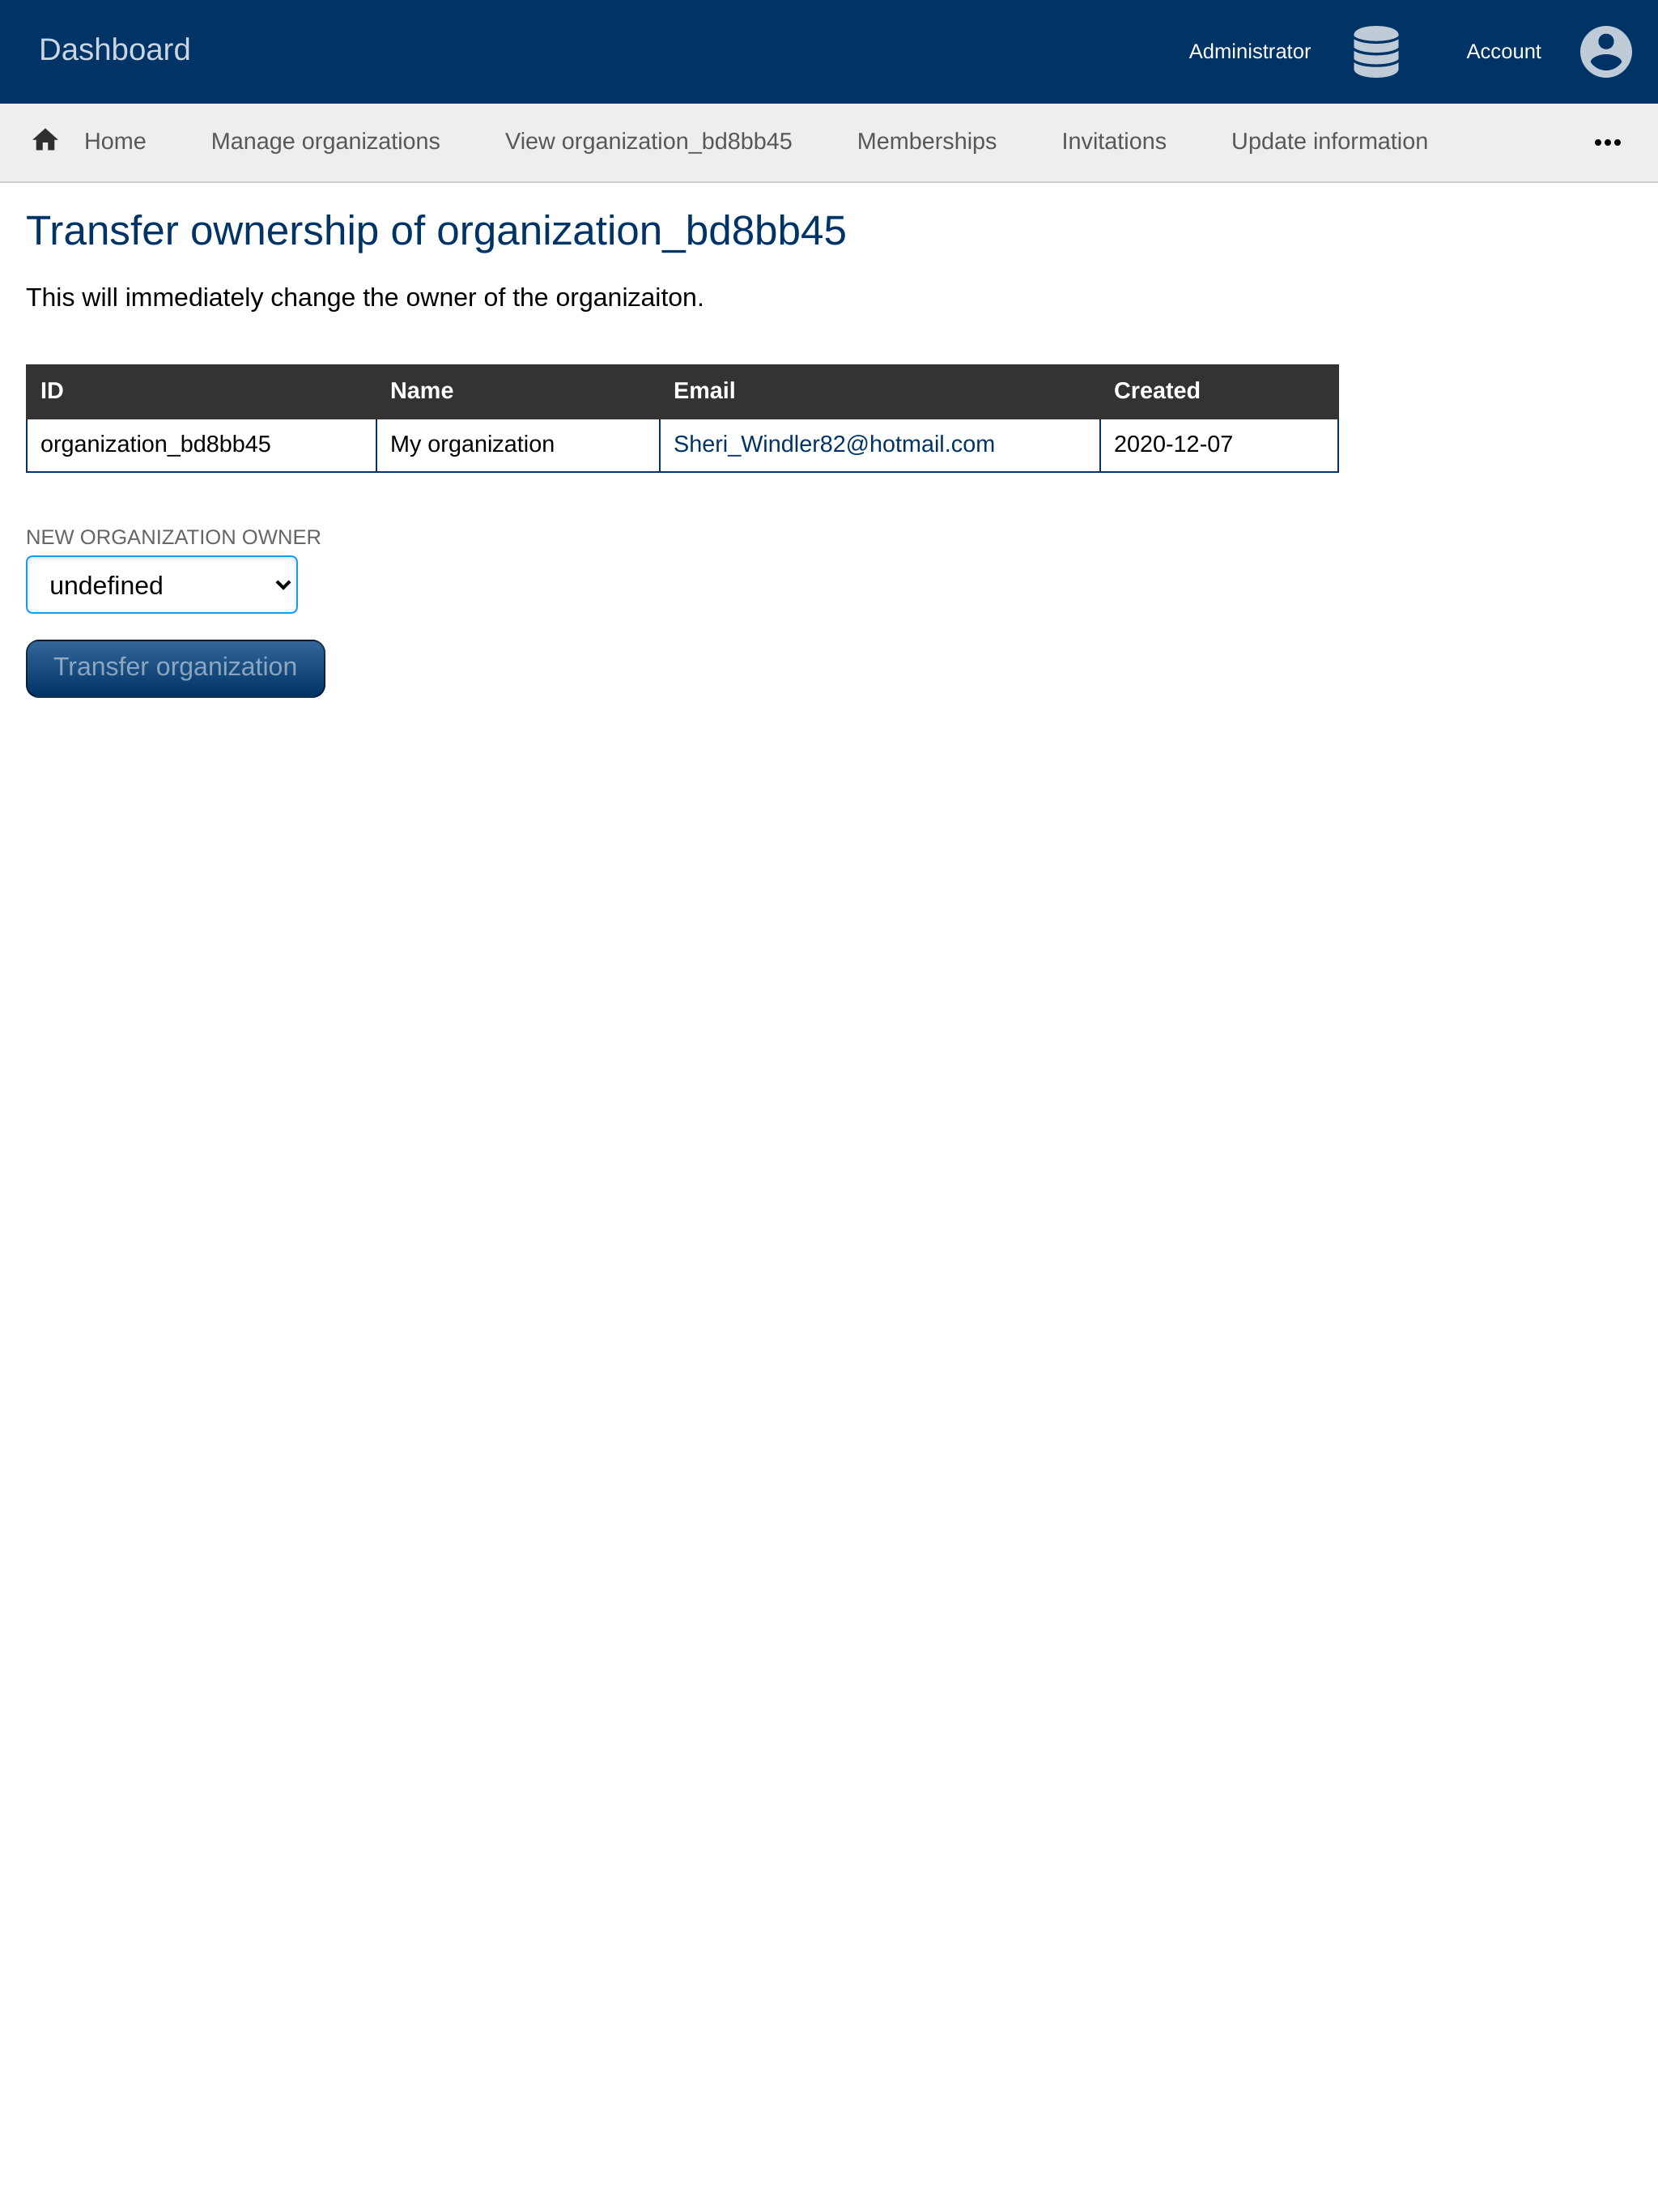 Dashboard
Administrator
Account
Home Manage organizations View organization_bd8bb45 Memberships Invitations Update information
Transfer ownership of organization_bd8bb45
This will immediately change the owner of the organizaiton.
ID Name Email Created
organization_bd8bb45 My organization Sheri_Windler82@hotmail.com 2020-12-07
NEW ORGANIZATION OWNER
undefined
Transfer organization